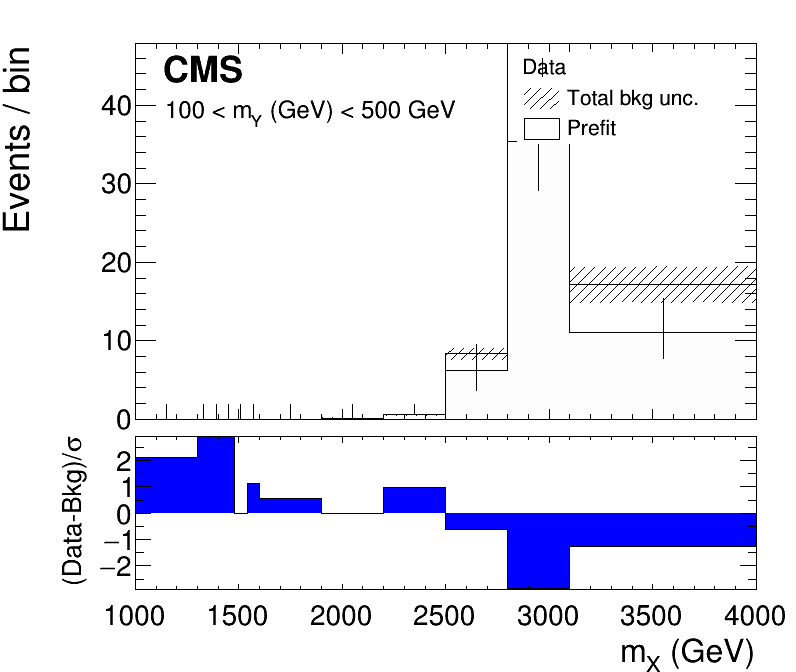 CMS
100 < mY (GeV) < 500 GeV
Data
Total bkg unc.
Prefit
Events / bin
40
30
20
10
0
(Data-Bkg)/σ
2
1
0
−1
−2
1000 1500 2000 2500 3000 3500 4000
mX (GeV)